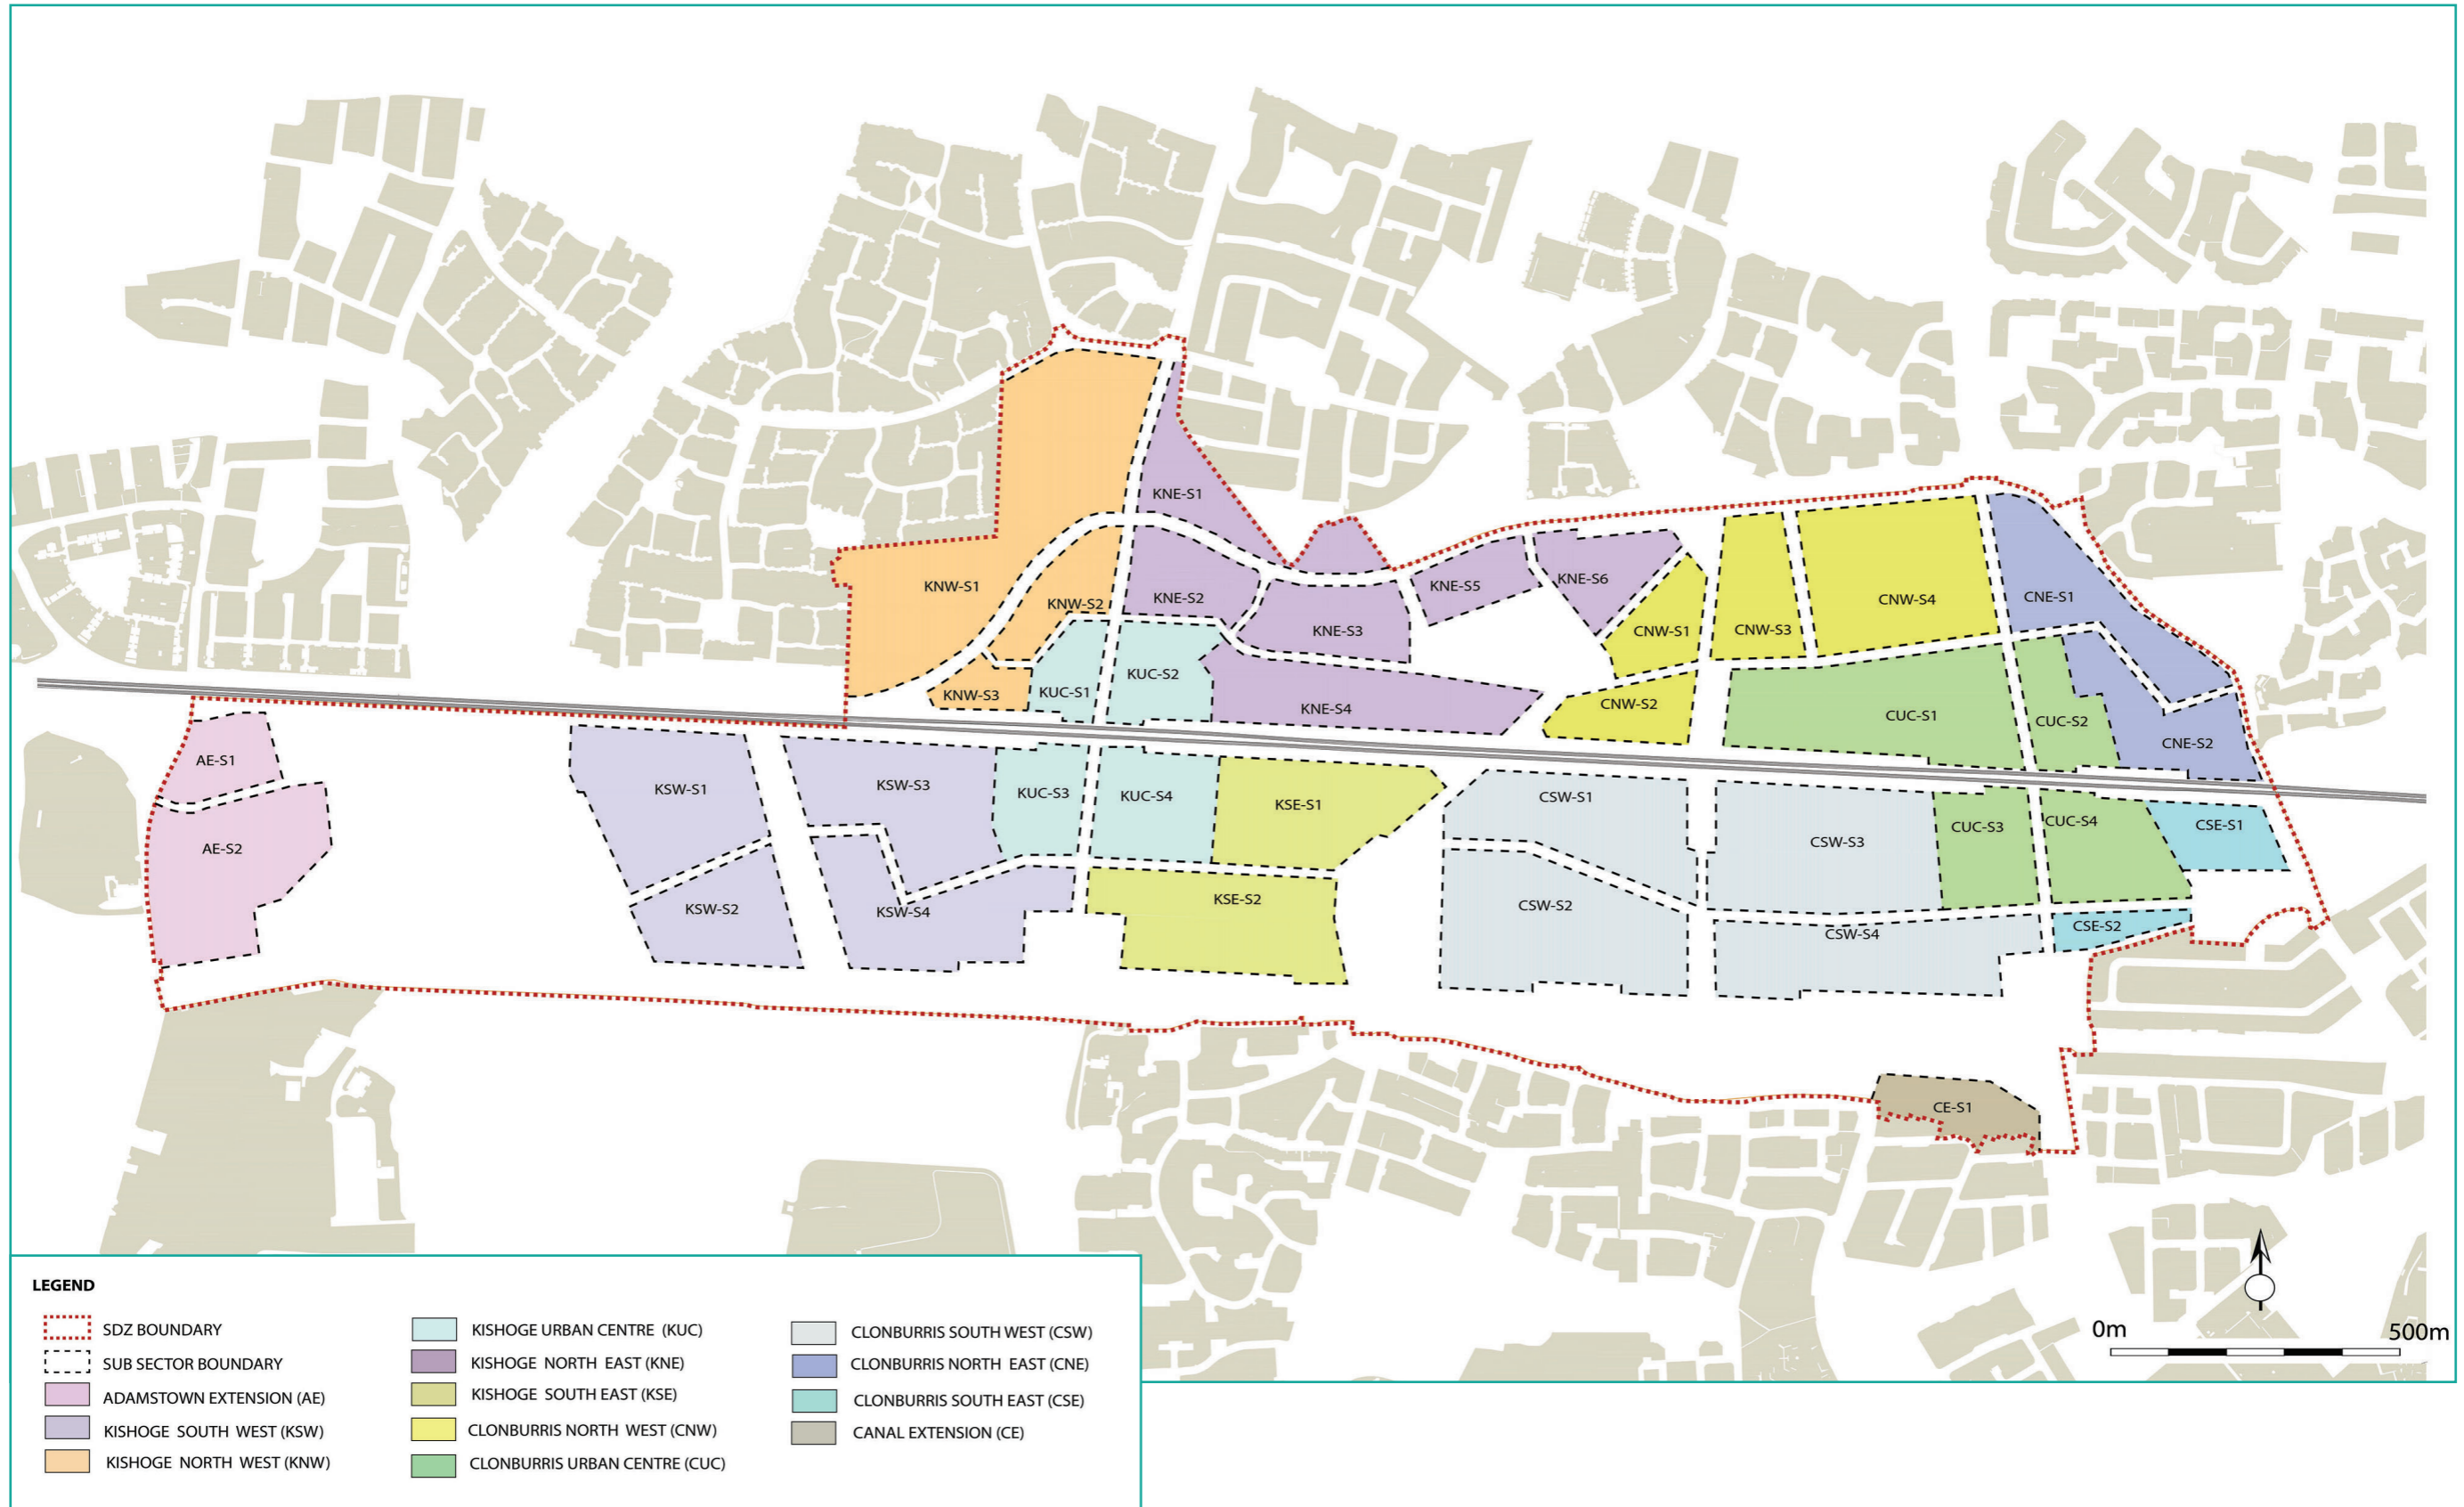 KNE-S1
KNW-S1
KNE-S2
KNW-S2
KNE-S3
KNE-S5
KNE-S6
CNW-S1
CNW-S3
CNW-S4
CNE-S1
KNW-S3
KUC-S1
KUC-S2
KNE-S4
CNW-S2
CUC-S1
CUC-S2
CNE-S2
AE-S1
AE-S2
KSW-S1
KSW-S2
KSW-S3
KSW-S4
KUC-S3
KUC-S4
KSE-S1
KSE-S2
CSW-S1
CSW-S2
CSW-S3
CSW-S4
CUC-S3
CUC-S4
CSE-S1
CSE-S2
CE-S1
LEGEND
SDZ BOUNDARY
SUB SECTOR BOUNDARY
ADAMSTOWN EXTENSION (AE)
KISHOGE SOUTH WEST (KSW)
KISHOGE NORTH WEST (KNW)
KISHOGE URBAN CENTRE (KUC)
KISHOGE NORTH EAST (KNE)
KISHOGE SOUTH EAST (KSE)
CLONBURRIS NORTH WEST (CNW)
CLONBURRIS URBAN CENTRE (CUC)
CLONBURRIS SOUTH WEST (CSW)
CLONBURRIS NORTH EAST (CNE)
CLONBURRIS SOUTH EAST (CSE)
CANAL EXTENSION (CE)
0m 500m